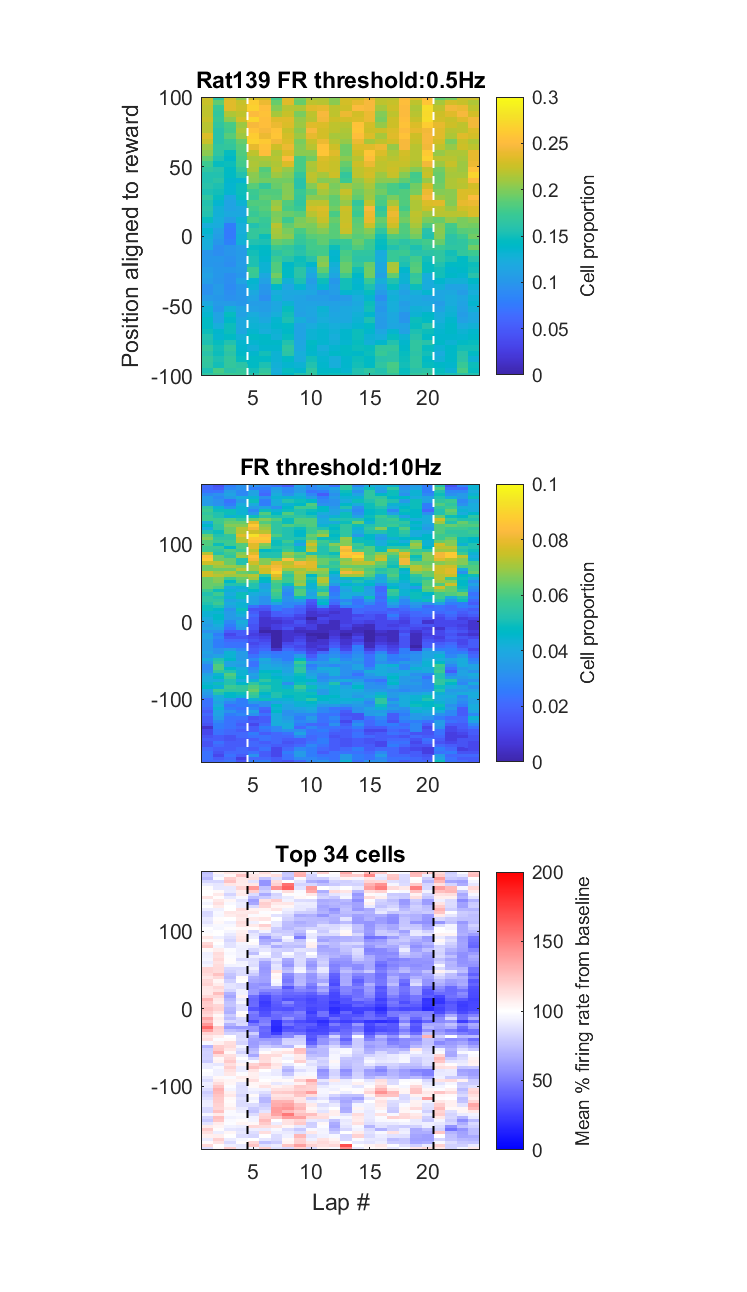 Rat139 FR threshold:0.5Hz
100
50
0
-50
-100
Position aligned to reward
5 10 15 20
0.3
0.25
0.2
0.15
0.1
0.05
0
Cell proportion
FR threshold:10Hz
100
0
-100
5 10 15 20
0.1
0.08
0.06
0.04
0.02
0
Cell proportion
Top 34 cells
100
0
-100
5 10 15 20
Lap #
200
150
100
50
0
Mean % firing rate from baseline